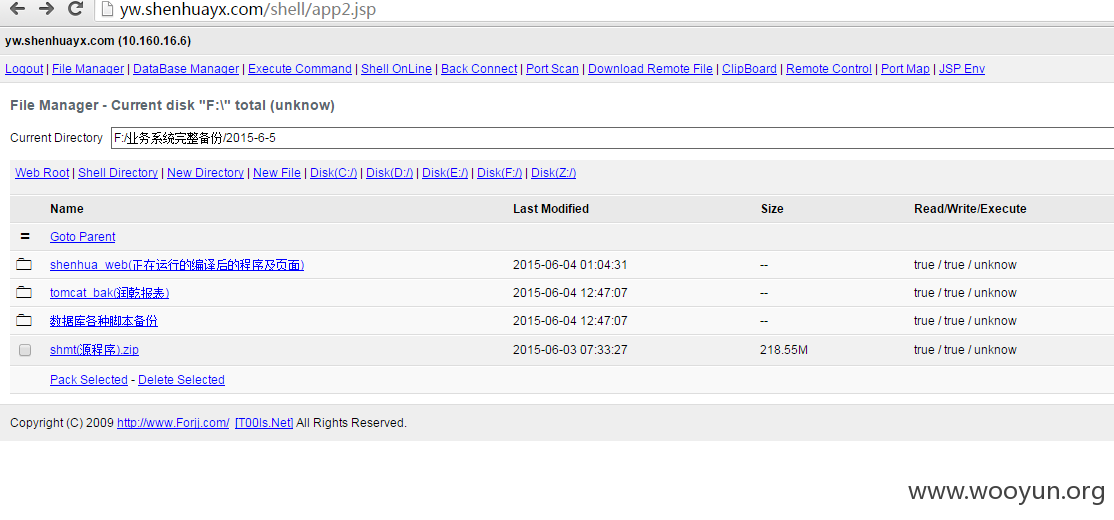 yw.shenhuayx.com/shell/app2.jsp
yw.shenhuayx.com (10.160.16.6)
Logout | File Manager | DataBase Manager | Execute Command | Shell OnLine | Back Connect | Port Scan | Download Remote File | ClipBoard | Remote Control | Port Map | JSP Env
File Manager - Current disk "F:\" total (unknow)
Current Directory F:/业务系统完整备份/2015-6-5
Web Root | Shell Directory | New Directory | New File | Disk(C:/) | Disk(D:/) | Disk(E:/) | Disk(F:/) | Disk(Z:/)
Name Last Modified Size Read/Write/Execute
= Goto Parent
shenhua_web(正在运行的编译后的程序及页面) 2015-06-04 01:04:31 -- true / true / unknow
tomcat_bak(润乾报表) 2015-06-04 12:47:07 -- true / true / unknow
数据库各种脚本备份 2015-06-04 12:47:07 -- true / true / unknow
shmt(源程序).zip 2015-06-03 07:33:27 218.55M true / true / unknow
Pack Selected - Delete Selected
Copyright (C) 2009 http://www.Forjj.com/ [T00ls.Net] All Rights Reserved.
www.wooyun.org